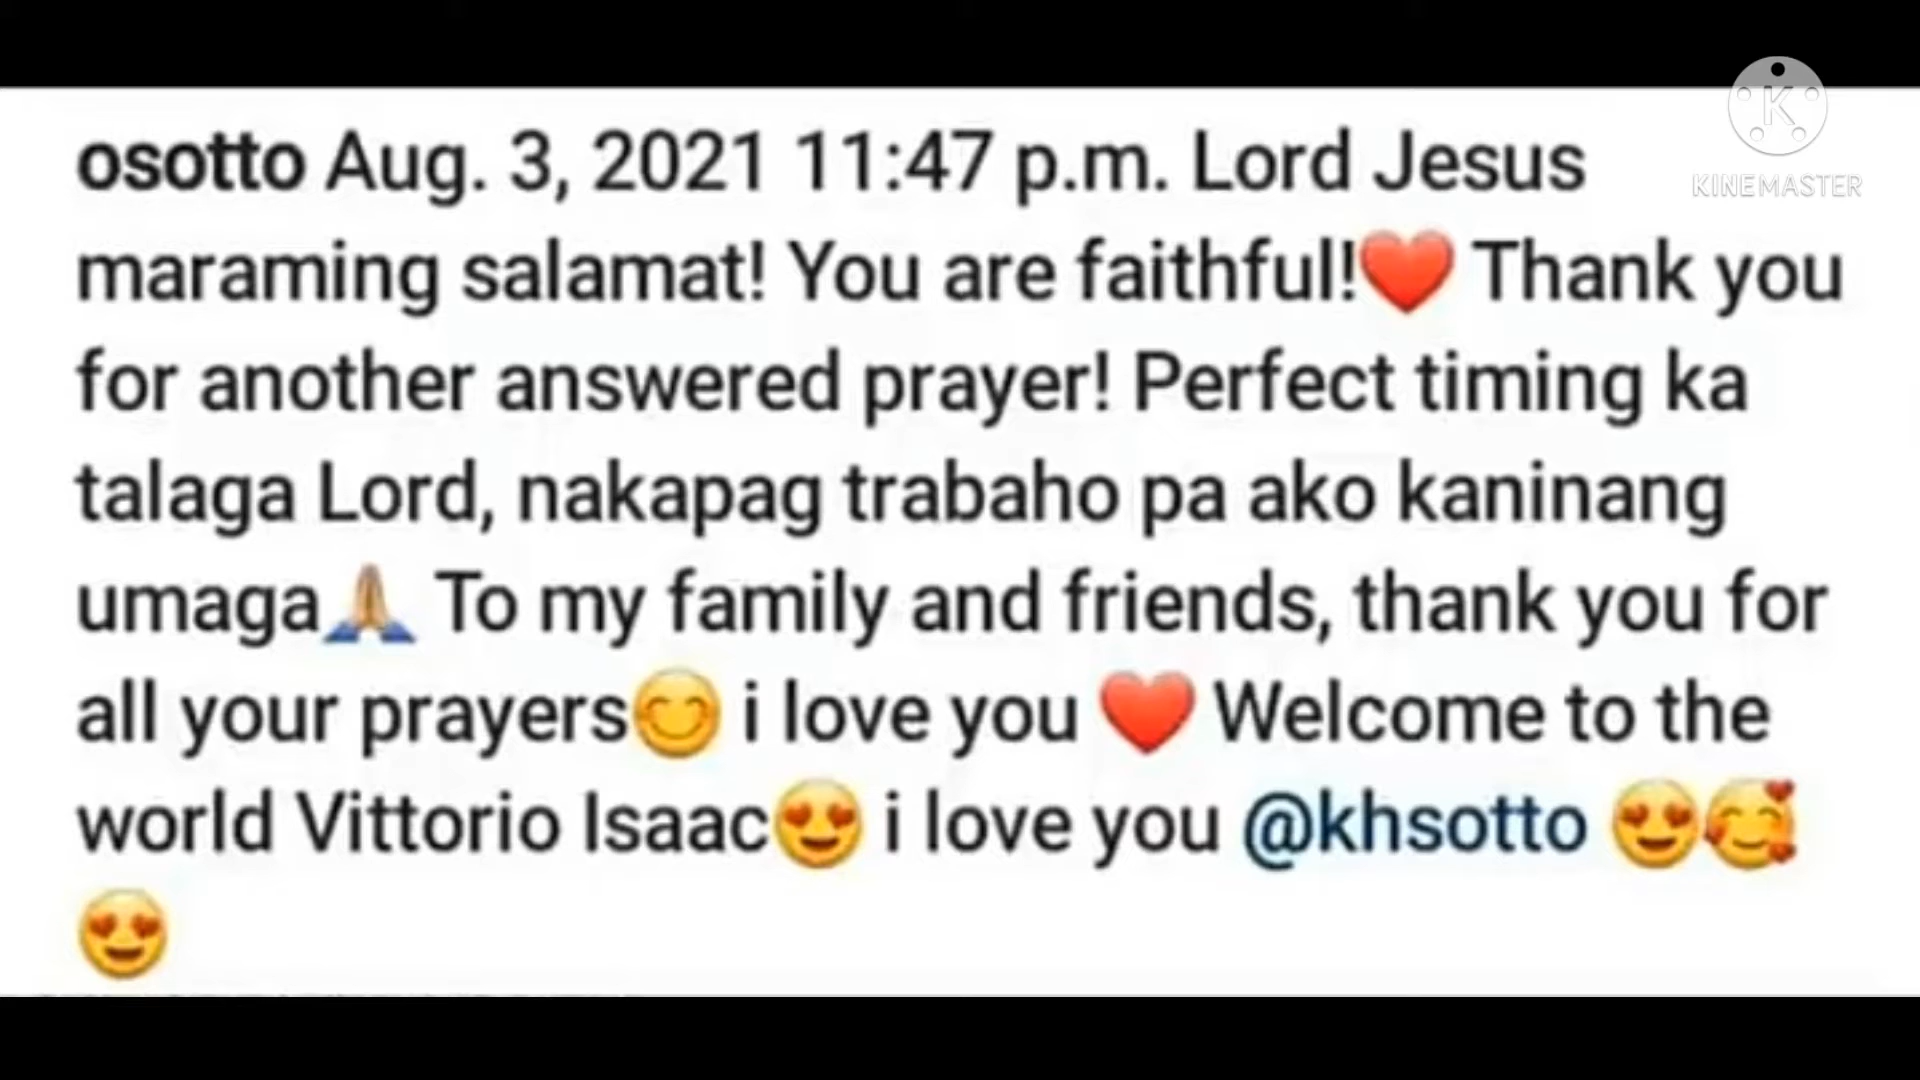 osotto Aug. 3, 2021 11:47 p.m. Lord Jesus
maraming salamat! You are faithful!❤️ Thank you
for another answered prayer! Perfect timing ka
talaga Lord, nakapag trabaho pa ako kaninang
umaga🙏🏼 To my family and friends, thank you for
all your prayers😊 i love you ❤️ Welcome to the
world Vittorio Isaac😍 i love you @khsotto 😍🥰
😍
K
KINEMASTER